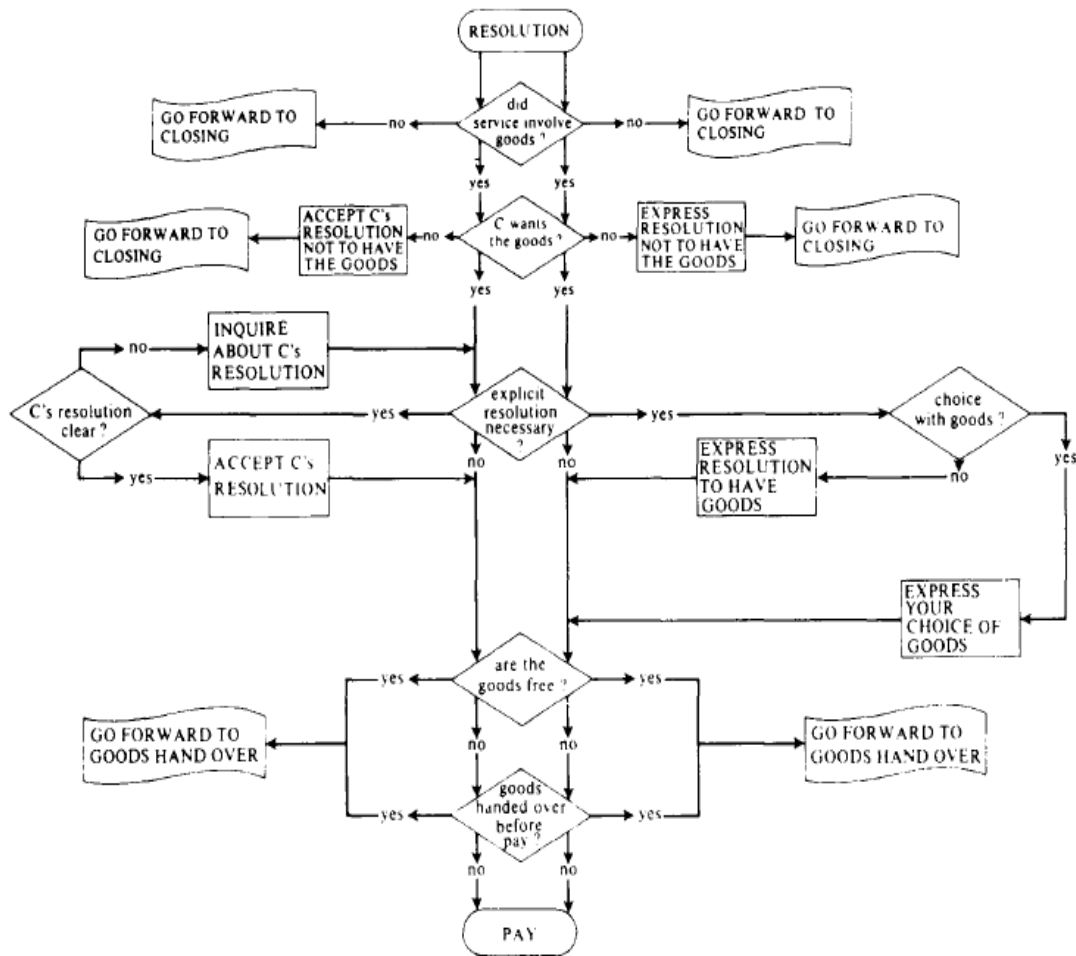 RESOLUTION
did
service involve
goods ?
no
no
GO FORWARD TO
CLOSING
GO FORWARD TO
CLOSING
yes
yes
ACCEPT C's
RESOLUTION
NOT TO HAVE
THE GOODS
EXPRESS
RESOLUTION
NOT TO HAVE
THE GOODS
C wants
the goods ?
no
no
GO FORWARD TO
CLOSING
GO FORWARD TO
CLOSING
yes
yes
INQUIRE
ABOUT C's
RESOLUTION
no
C's resolution
clear ?
yes
explicit
resolution
necessary
?
yes
choice
with goods ?
no
no
yes
ACCEPT C's
RESOLUTION
EXPRESS
RESOLUTION
TO HAVE
GOODS
no
yes
EXPRESS
YOUR
CHOICE OF
GOODS
yes
are the
goods free ?
yes
GO FORWARD TO
GOODS HAND OVER
GO FORWARD TO
GOODS HAND OVER
no
no
yes
goods
handed over
before
pay ?
yes
no
no
PAY